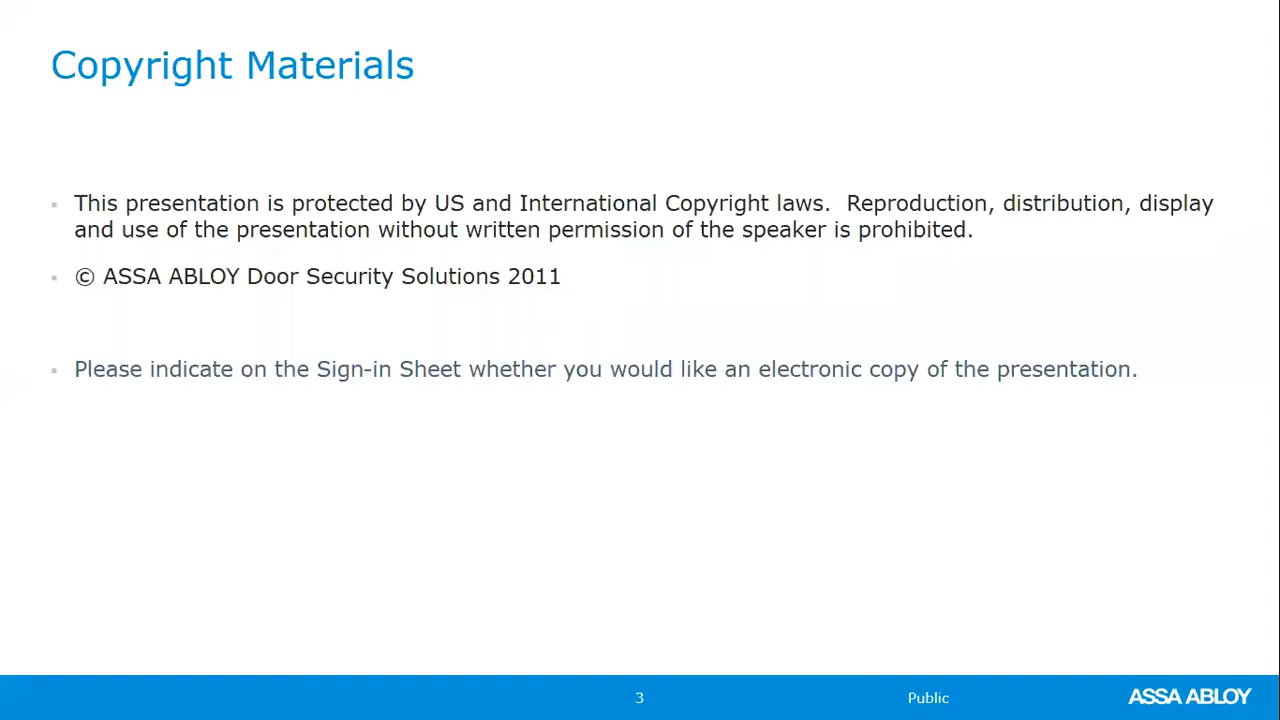 Copyright Materials
▪ This presentation is protected by US and International Copyright laws.  Reproduction, distribution, display
and use of the presentation without written permission of the speaker is prohibited.
▪ © ASSA ABLOY Door Security Solutions 2011
▪ Please indicate on the Sign-in Sheet whether you would like an electronic copy of the presentation.
3 Public ASSA ABLOY